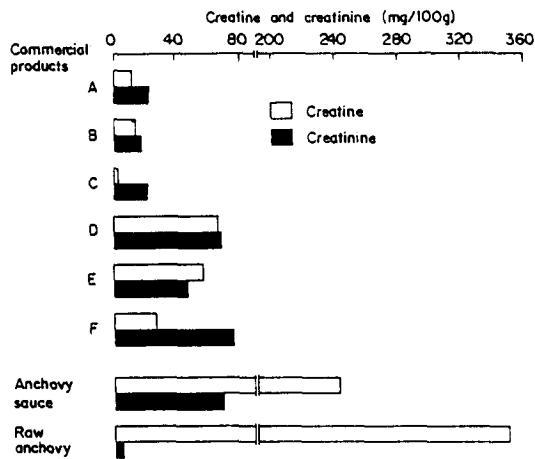 Creatine and creatinine (mg/100g)
Commercial products
0 40 80 200 240 280 320 360
A
B
C
D
E
F
Creatine
Creatinine
Anchovy sauce
Raw anchovy